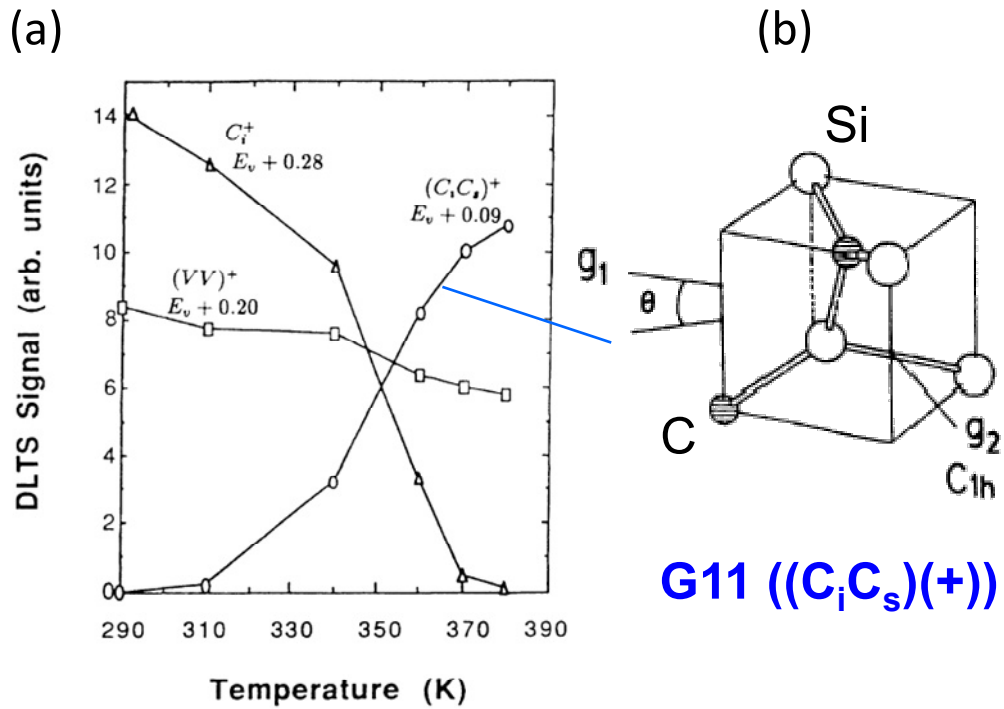 (a)
(b)
14
12
10
8
6
4
2
0
DLTS Signal (arb. units)
C_i^+
E_v + 0.28
(C_iC_s)^+
E_v + 0.09
(VV)^+
E_v + 0.20
290 310 330 350 370 390
Temperature (K)
Si
g₁
θ
C
g₂
C₁ₕ
G11 ((CᵢCₛ)(+))